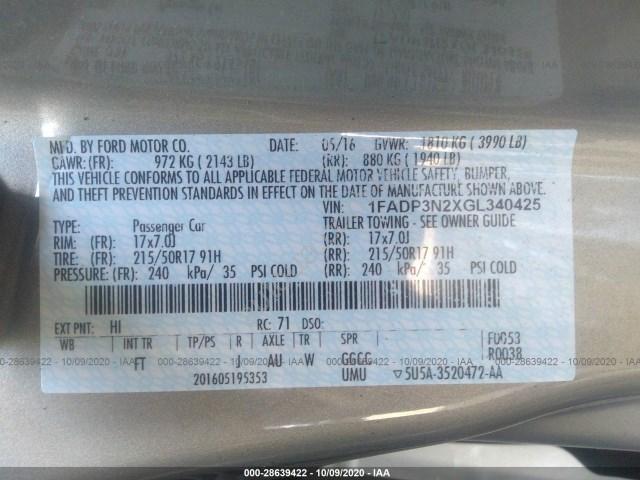 MFD. BY FORD MOTOR CO. DATE: 05/16 GVWR: 1810 KG ( 3990 LB)
GAWR: (FR): 972 KG ( 2143 LB) (RR): 880 KG ( 1940 LB)
THIS VEHICLE CONFORMS TO ALL APPLICABLE FEDERAL MOTOR VEHICLE SAFETY, BUMPER,
AND THEFT PREVENTION STANDARDS IN EFFECT ON THE DATE OF MANUFACTURE SHOWN ABOVE.
VIN: 1FADP3N2XGL340425
TYPE: Passenger Car TRAILER TOWING - SEE OWNER GUIDE
RIM: (FR): 17x7.0J (RR): 17x7.0J
TIRE: (FR): 215/50R17 91H (RR): 215/50R17 91H
PRESSURE: (FR): 240 kPa/ 35 PSI COLD (RR): 240 kPa/ 35 PSI COLD
EXT PNT: HI RC: 71 DSO:
WB INT TR TP/PS R AXLE TR SPR F0053
FT J AU W GGCC R0038
201605195353 UMU ▽5U5A-3520472-AA
000-28639422 - 10/09/2020 - IAA